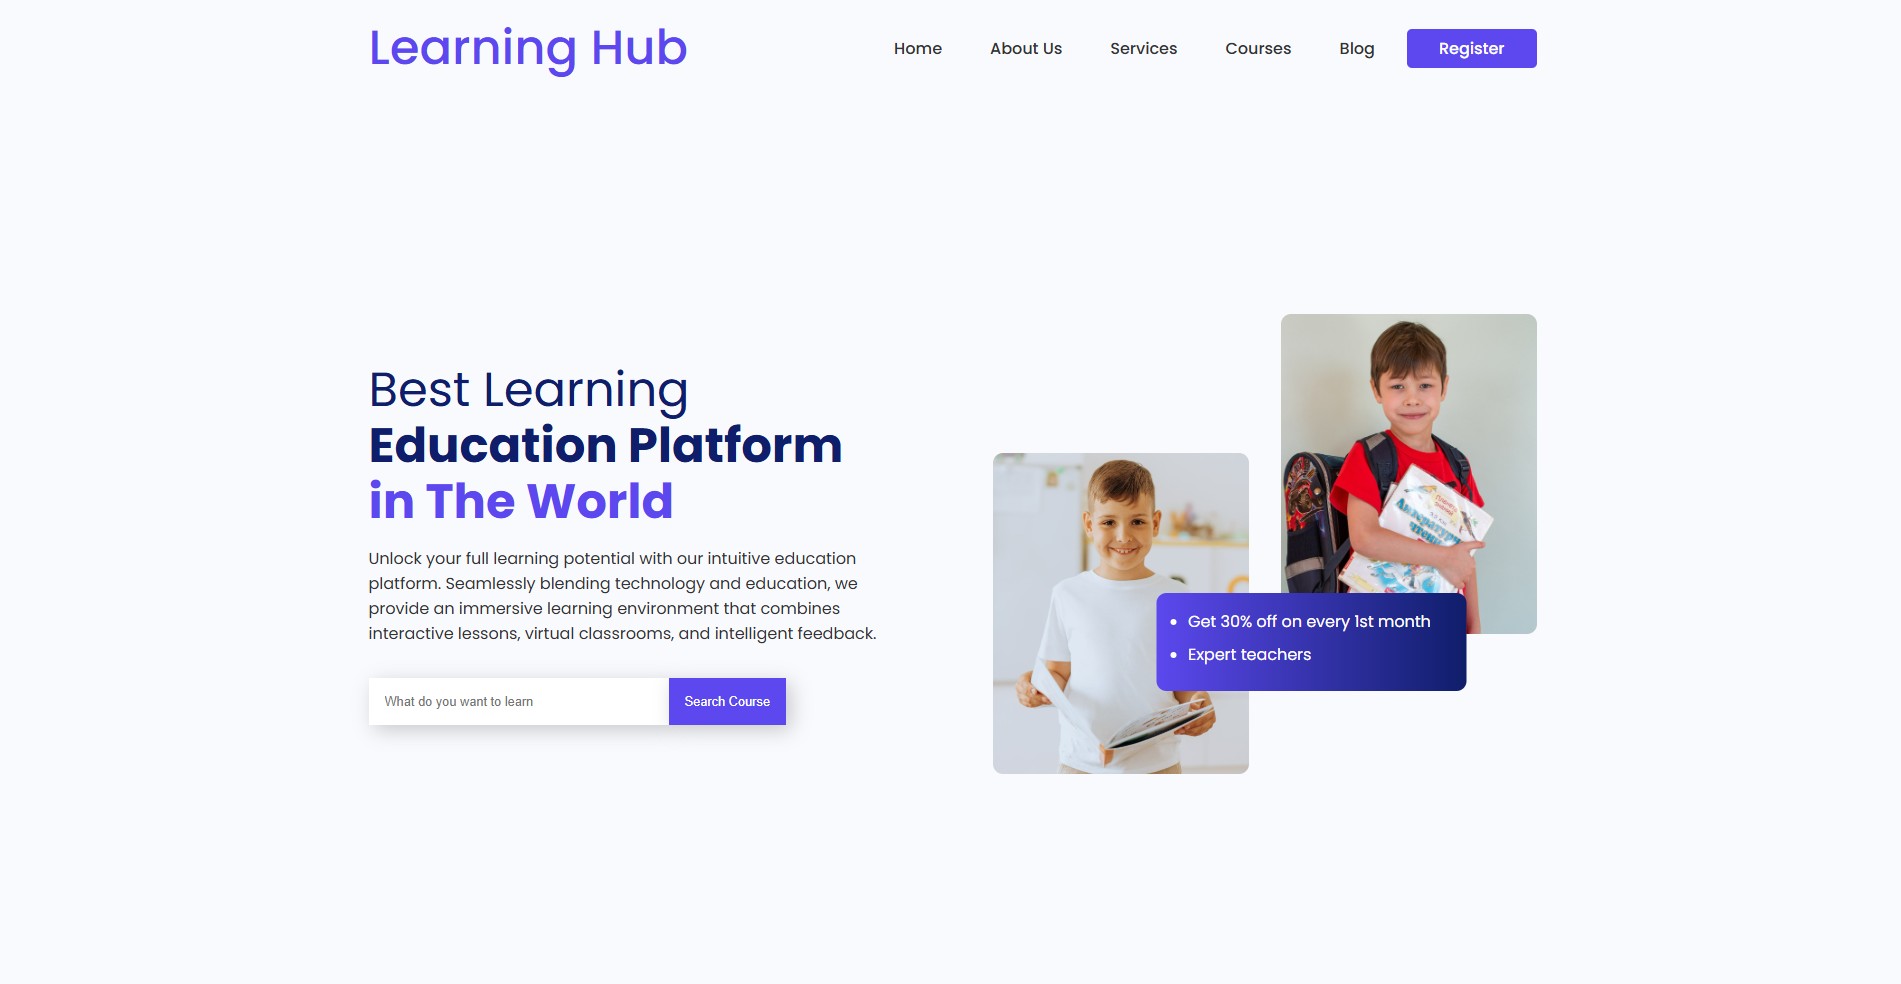 Learning Hub
Home
About Us
Services
Courses
Blog
Register
Best Learning
Education Platform
in The World
Unlock your full learning potential with our intuitive education
platform. Seamlessly blending technology and education, we
provide an immersive learning environment that combines
interactive lessons, virtual classrooms, and intelligent feedback.
What do you want to learn
Search Course
Get 30% off on every 1st month
Expert teachers